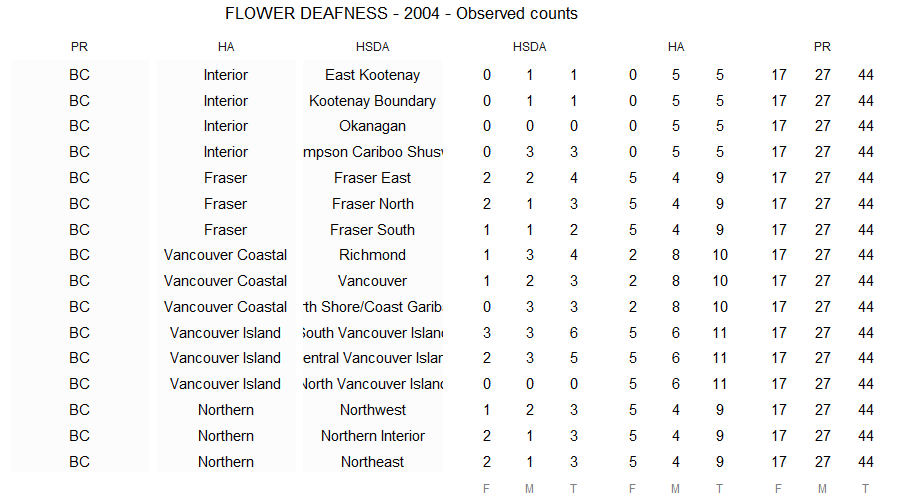 FLOWER DEAFNESS - 2004 - Observed counts
PR HA HSDA HSDA HA PR
BC Interior East Kootenay 0 1 1 0 5 5 17 27 44
BC Interior Kootenay Boundary 0 1 1 0 5 5 17 27 44
BC Interior Okanagan 0 0 0 0 5 5 17 27 44
BC Interior mpson Cariboo Shusw 0 3 3 0 5 5 17 27 44
BC Fraser Fraser East 2 2 4 5 4 9 17 27 44
BC Fraser Fraser North 2 1 3 5 4 9 17 27 44
BC Fraser Fraser South 1 1 2 5 4 9 17 27 44
BC Vancouver Coastal Richmond 1 3 4 2 8 10 17 27 44
BC Vancouver Coastal Vancouver 1 2 3 2 8 10 17 27 44
BC Vancouver Coastal rth Shore/Coast Gariba 0 3 3 2 8 10 17 27 44
BC Vancouver Island South Vancouver Island 3 3 6 5 6 11 17 27 44
BC Vancouver Island entral Vancouver Islan 2 3 5 5 6 11 17 27 44
BC Vancouver Island North Vancouver Island 0 0 0 5 6 11 17 27 44
BC Northern Northwest 1 2 3 5 4 9 17 27 44
BC Northern Northern Interior 2 1 3 5 4 9 17 27 44
BC Northern Northeast 2 1 3 5 4 9 17 27 44
F M T F M T F M T